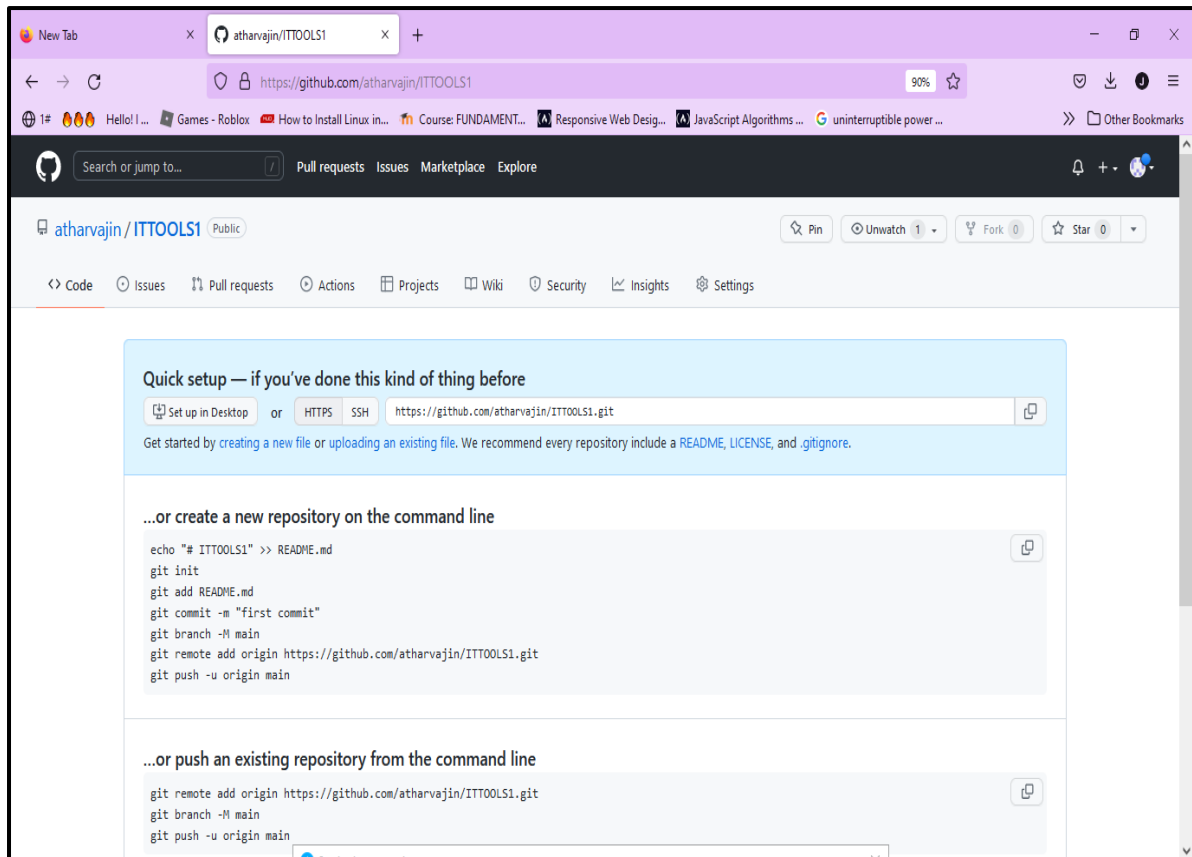 New Tab
atharvajin/ITTOOLS1
https://github.com/atharvajin/ITTOOLS1
90%
J
1# Hello! I ... Games - Roblox How to Install Linux in... Course: FUNDAMENT... Responsive Web Desig... JavaScript Algorithms ... uninterruptible power ... Other Bookmarks
Search or jump to... / Pull requests Issues Marketplace Explore
atharvajin / ITTOOLS1 Public Pin Unwatch 1 Fork 0 Star 0
<> Code Issues Pull requests Actions Projects Wiki Security Insights Settings
Quick setup — if you've done this kind of thing before
Set up in Desktop or HTTPS SSH https://github.com/atharvajin/ITTOOLS1.git
Get started by creating a new file or uploading an existing file. We recommend every repository include a README, LICENSE, and .gitignore.
...or create a new repository on the command line
echo "# ITTOOLS1" >> README.md
git init
git add README.md
git commit -m "first commit"
git branch -M main
git remote add origin https://github.com/atharvajin/ITTOOLS1.git
git push -u origin main
...or push an existing repository from the command line
git remote add origin https://github.com/atharvajin/ITTOOLS1.git
git branch -M main
git push -u origin main